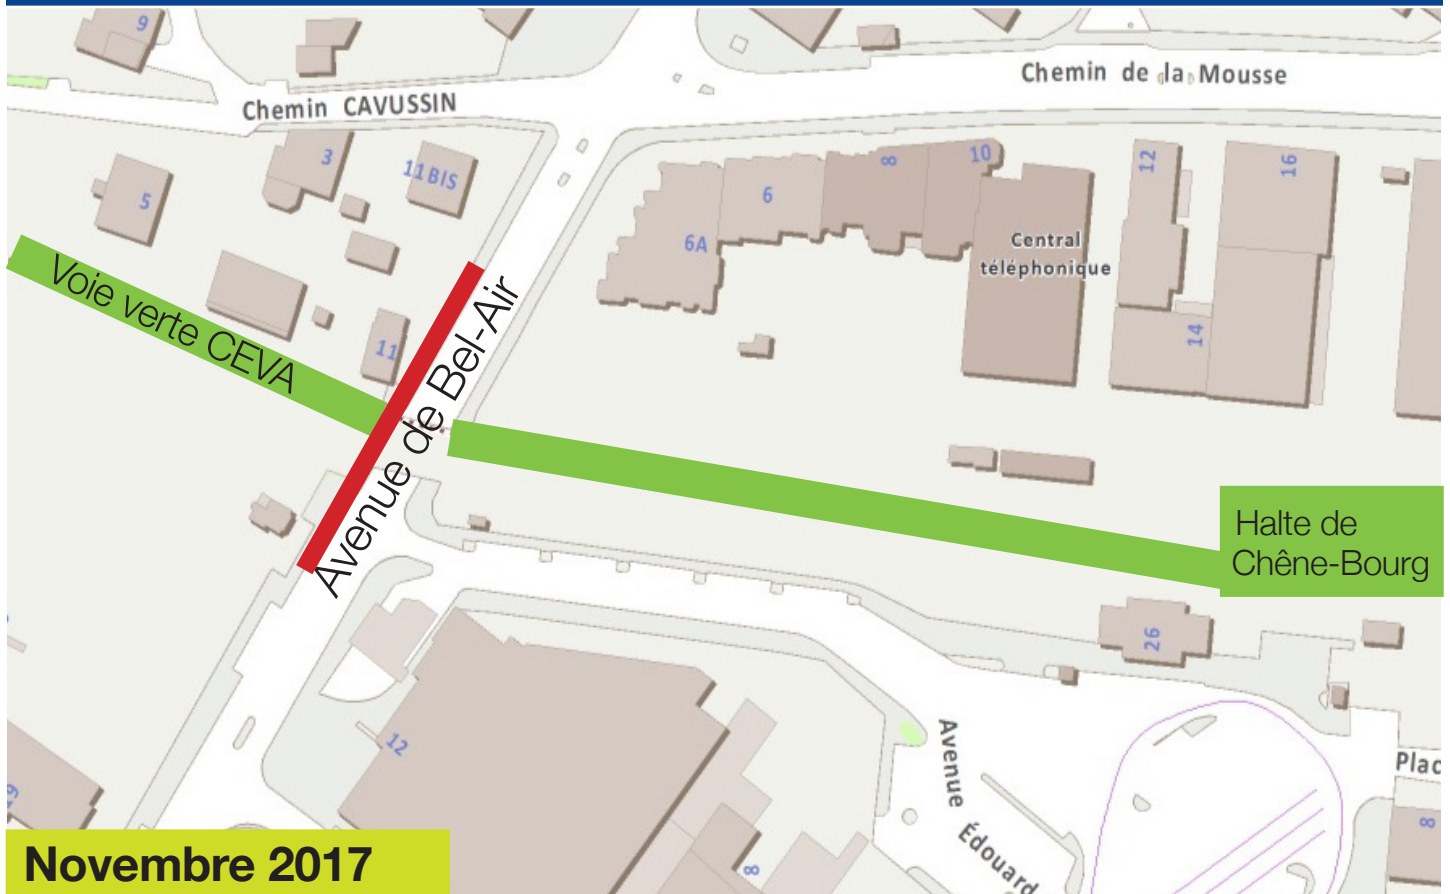 9
Chemin CAVUSSIN
Chemin de la Mousse
3
11BIS
5
6
6A
8
10
Central
téléphonique
12
16
14
Voie verte CEVA
11
Avenue de Bel-Air
Halte de
Chêne-Bourg
26
12
Avenue
Édouard
Plac
8
8
Novembre 2017